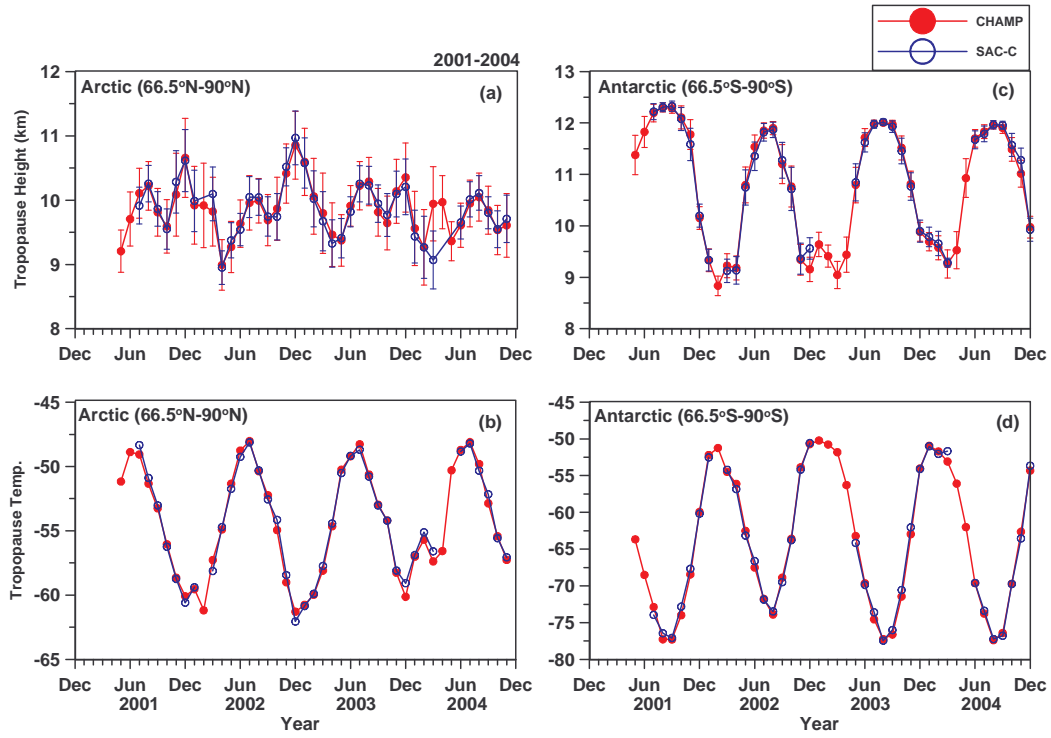 CHAMP
SAC-C
2001-2004
Arctic (66.5°N-90°N)
(a)
Tropopause Height (km)
12
11
10
9
8
Dec Jun Dec Jun Dec Jun Dec Jun Dec
Antarctic (66.5°S-90°S)
(c)
13
12
11
10
9
8
Dec Jun Dec Jun Dec Jun Dec Jun Dec
Arctic (66.5°N-90°N)
(b)
Tropopause Temp.
-45
-50
-55
-60
-65
Dec Jun Dec Jun Dec Jun Dec Jun Dec
2001 2002 2003 2004
Year
Antarctic (66.5°S-90°S)
(d)
-45
-50
-55
-60
-65
-70
-75
-80
Dec Jun Dec Jun Dec Jun Dec Jun Dec
2001 2002 2003 2004
Year